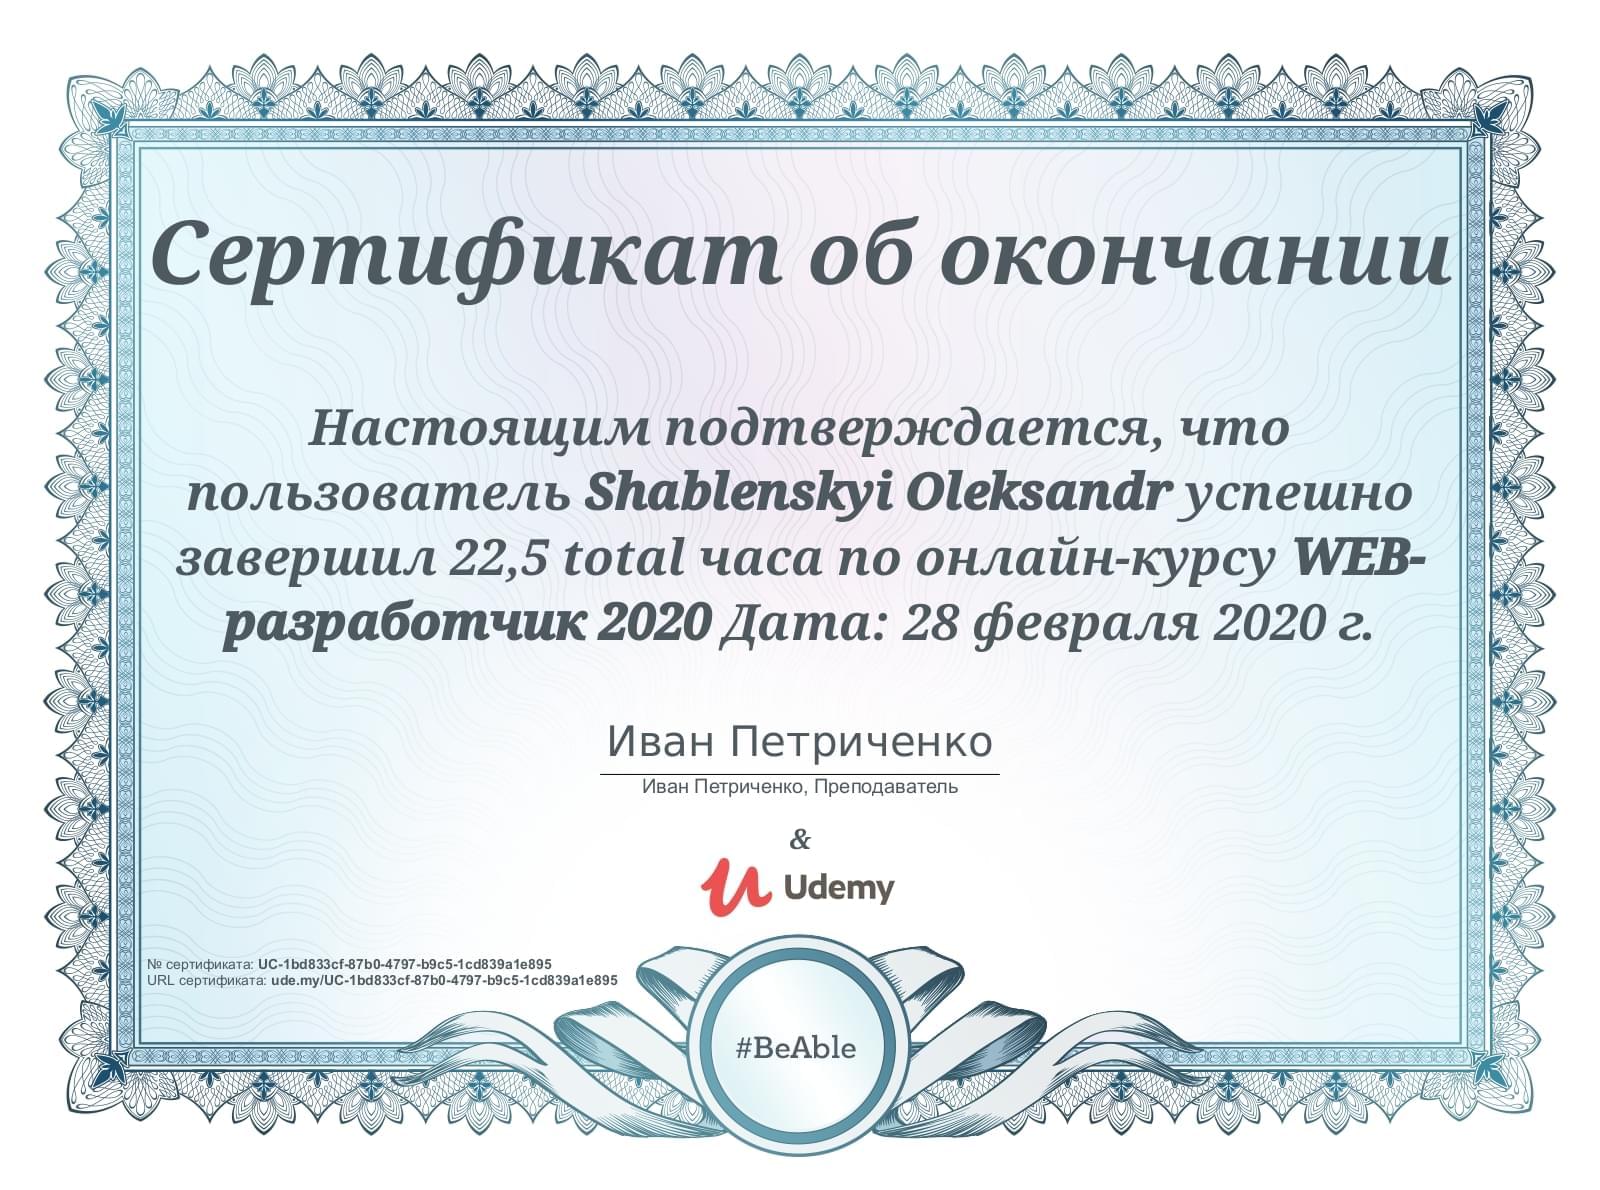 Сертификат об окончании
Настоящим подтверждается, что
пользователь Shablenskyi Oleksandr успешно
завершил 22,5 total часа по онлайн-курсу WEB-
разработчик 2020 Дата: 28 февраля 2020 г.
Иван Петриченко
Иван Петриченко, Преподаватель
&
Udemy
№ сертификата: UC-1bd833cf-87b0-4797-b9c5-1cd839a1e895
URL сертификата: ude.my/UC-1bd833cf-87b0-4797-b9c5-1cd839a1e895
#BeAble